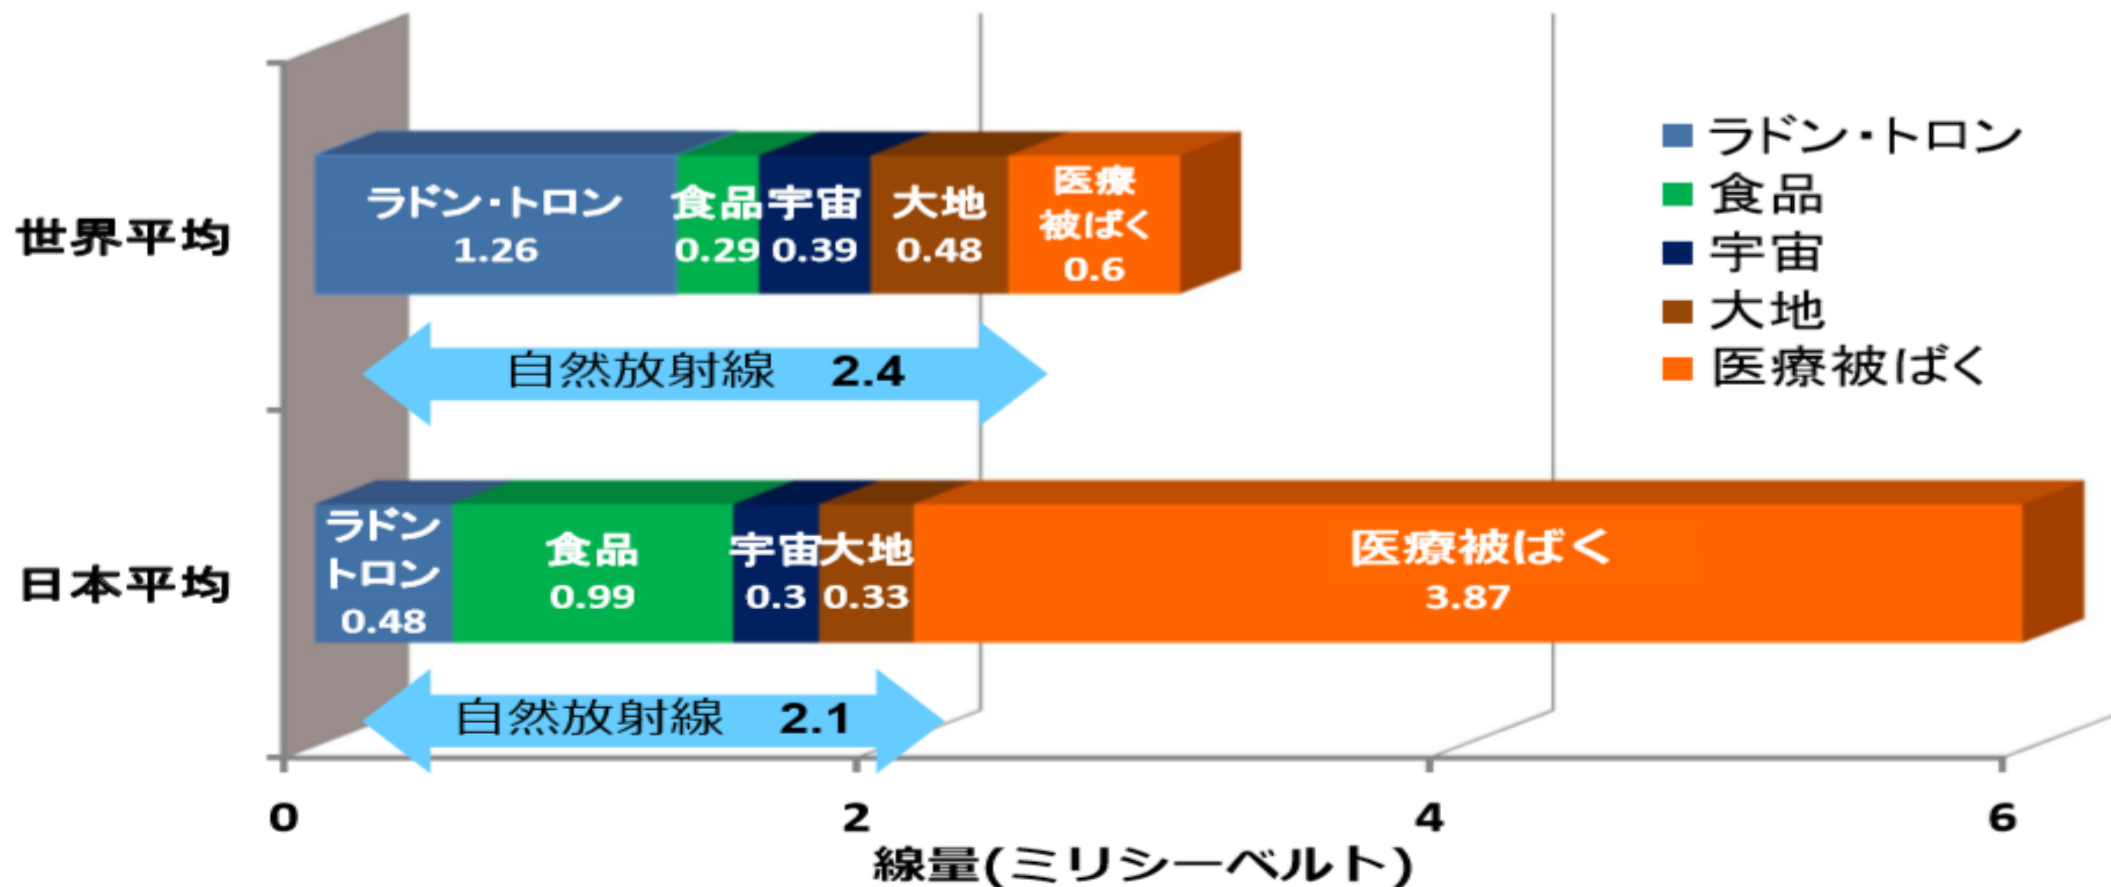 世界平均
ラドン・トロン
1.26
食品
0.29
宇宙
0.39
大地
0.48
医療
被ばく
0.6
自然放射線 2.4
日本平均
ラドン
トロン
0.48
食品
0.99
宇宙
0.3
大地
0.33
医療被ばく
3.87
自然放射線 2.1
0 2 4 6
線量(ミリシーベルト)
ラドン・トロン
食品
宇宙
大地
医療被ばく